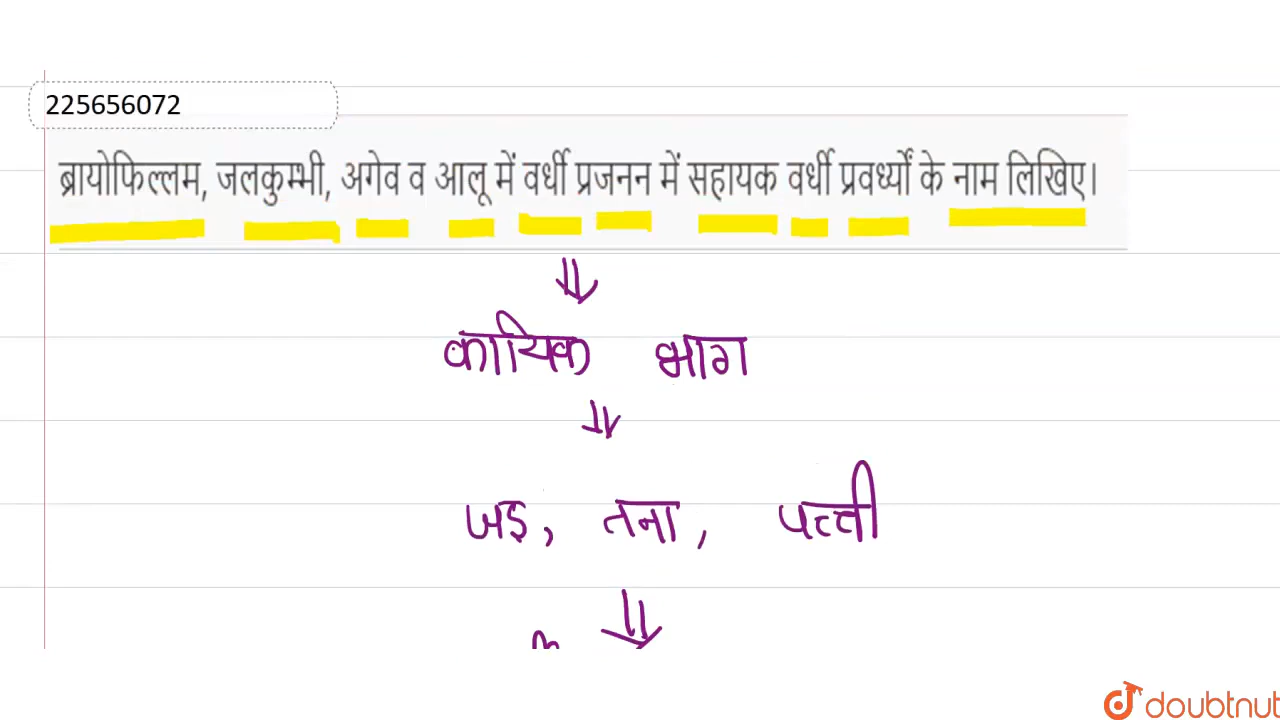 225656072
ब्रायोफिल्लम, जलकुम्भी, अगेव व आलू में वर्धी प्रजनन में सहायक वर्धी प्रवर्ध्यों के नाम लिखिए।
कायिक भाग
जड़, तना, पत्ती
doubtnut